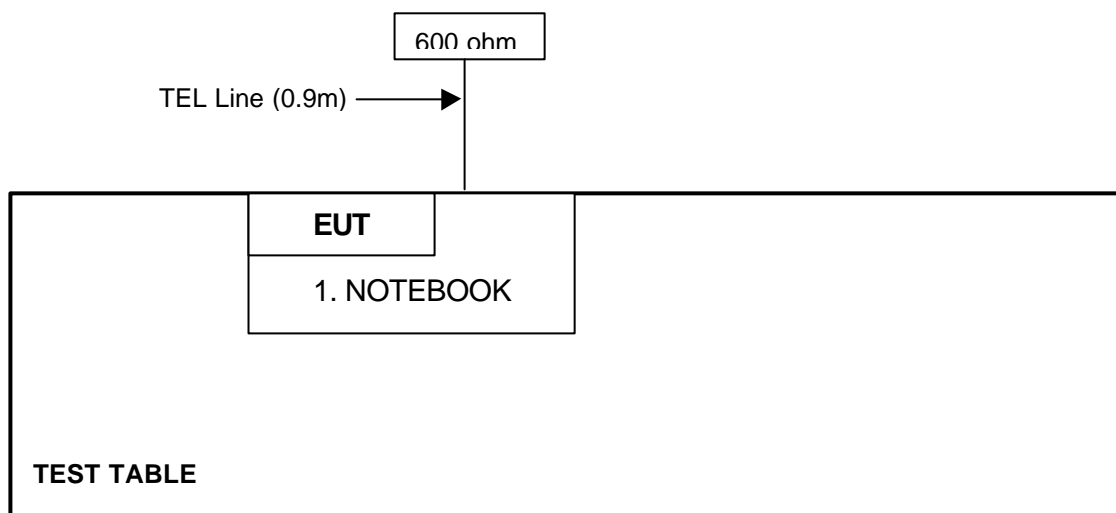 600 ohm
TEL Line (0.9m)
EUT
1. NOTEBOOK
TEST TABLE